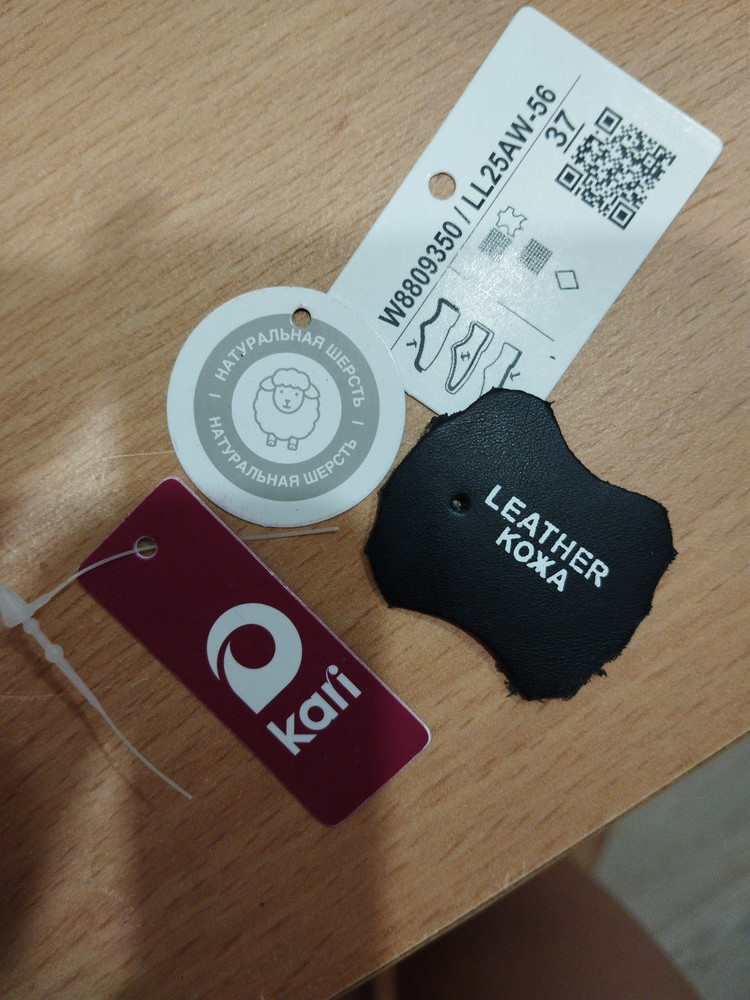 W8809350 / LL25AW-56
37
НАТУРАЛЬНАЯ ШЕРСТЬ
НАТУРАЛЬНАЯ ШЕРСТЬ
LEATHER
КОЖА
kari